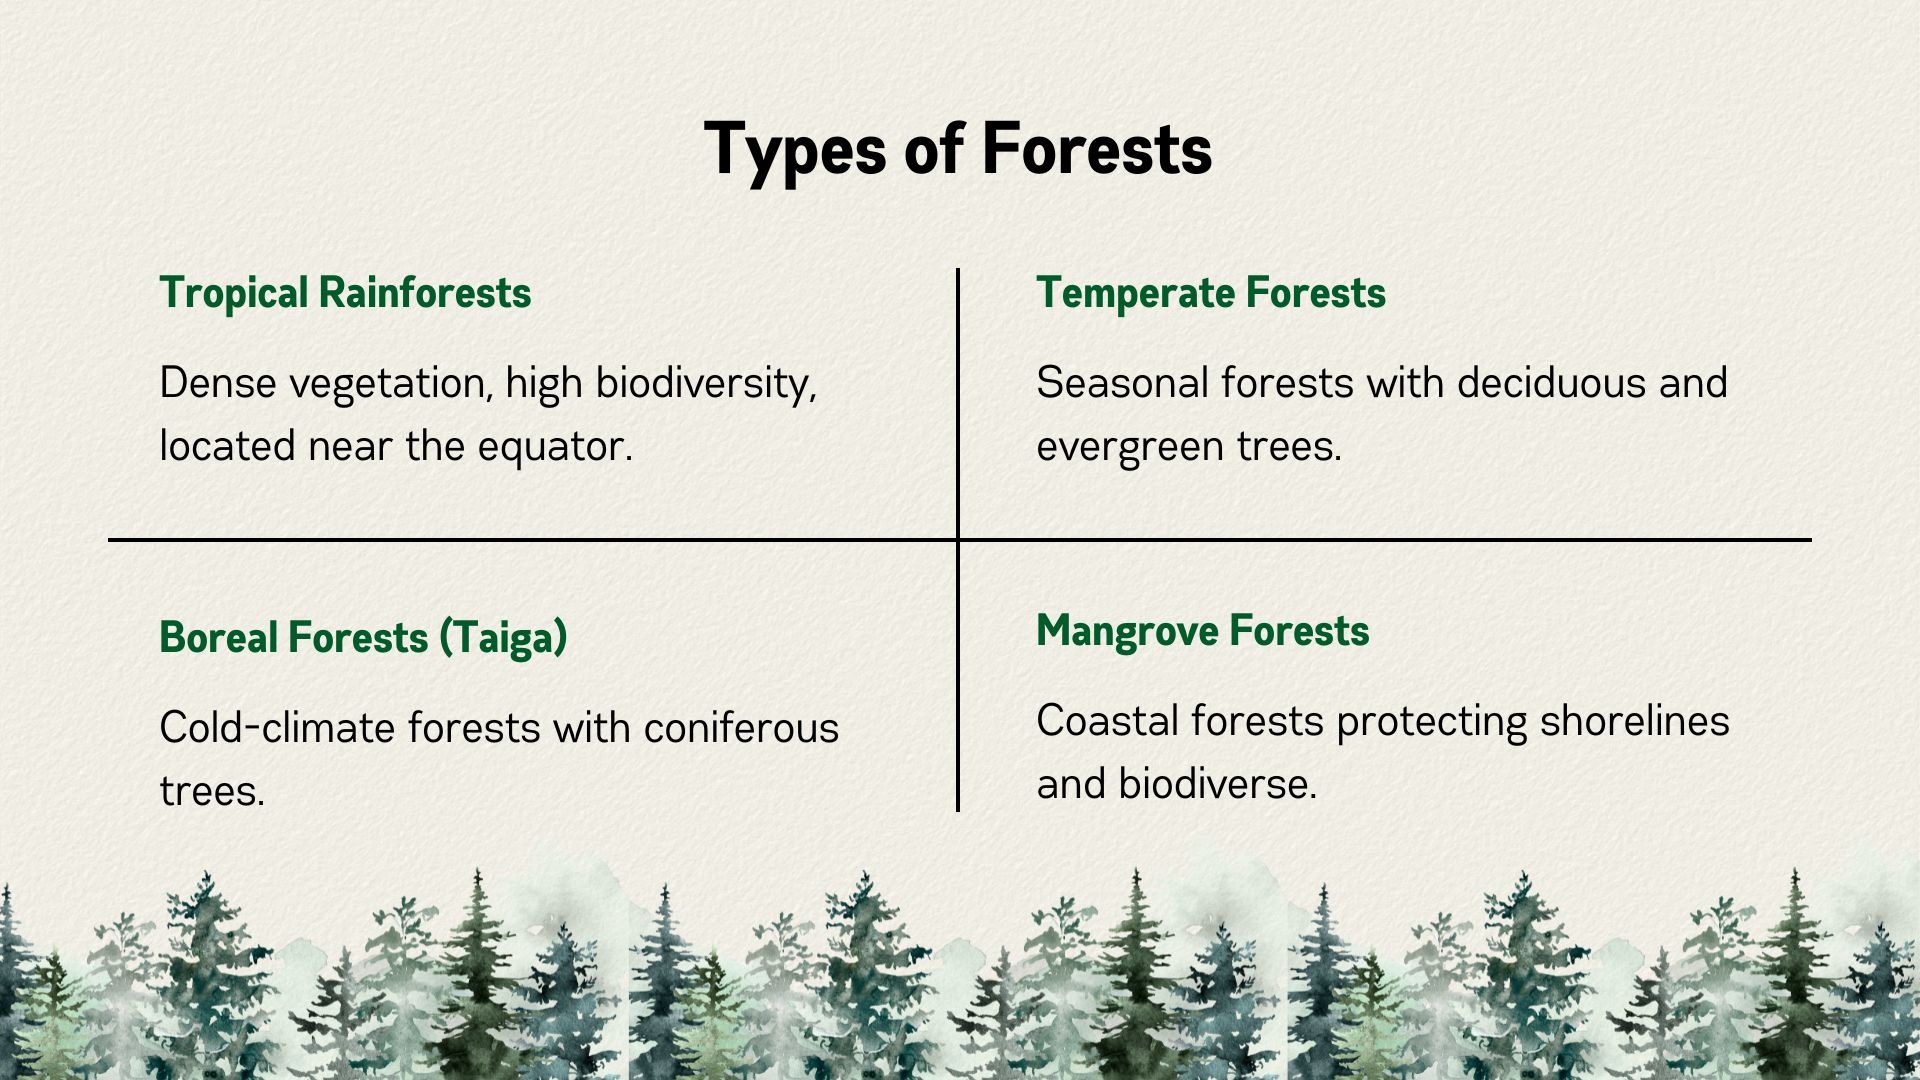 Types of Forests
Tropical Rainforests
Dense vegetation, high biodiversity,
located near the equator.
Temperate Forests
Seasonal forests with deciduous and
evergreen trees.
Boreal Forests (Taiga)
Cold-climate forests with coniferous
trees.
Mangrove Forests
Coastal forests protecting shorelines
and biodiverse.